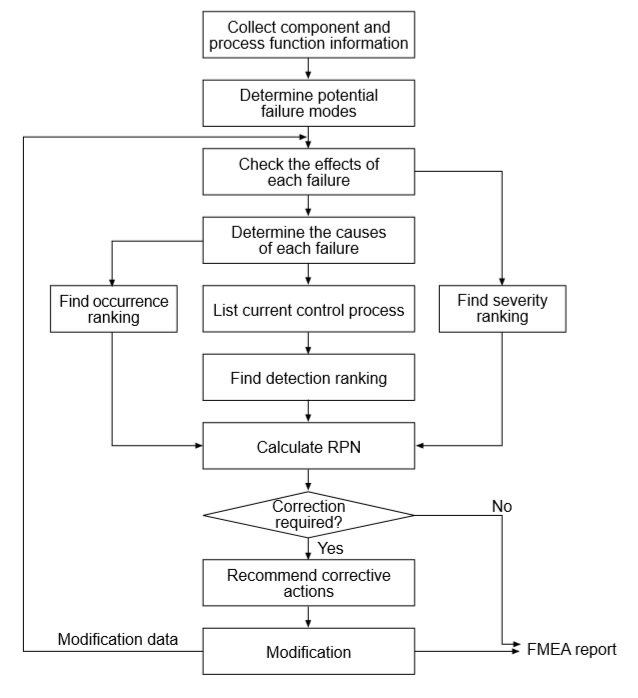 Collect component and
process function information
Determine potential
failure modes
Check the effects of
each failure
Determine the causes
of each failure
Find occurrence
ranking
List current control process
Find severity
ranking
Find detection ranking
Calculate RPN
Correction
required?
No
Yes
Recommend corrective
actions
Modification data
Modification
FMEA report